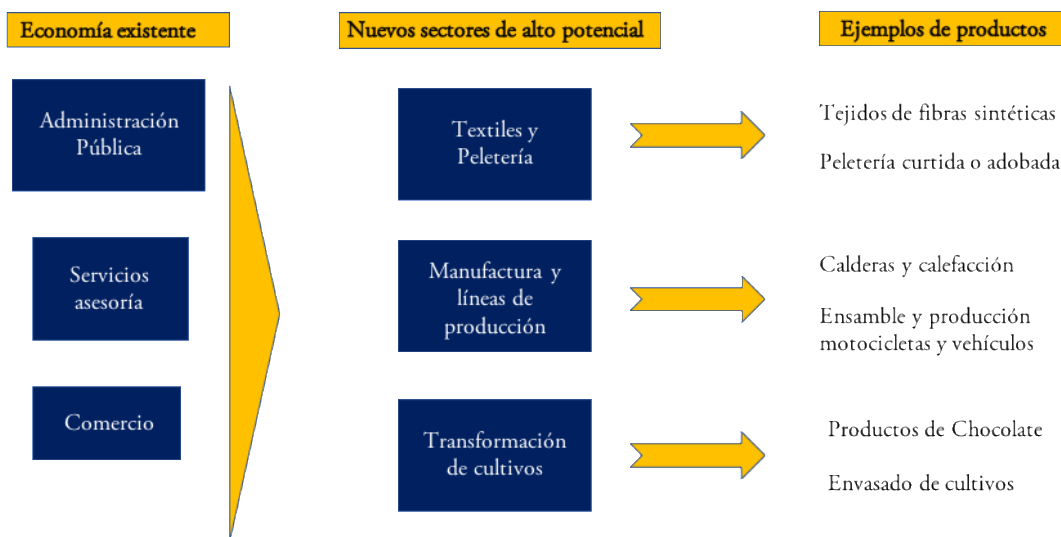 Economía existente
Nuevos sectores de alto potencial
Ejemplos de productos
Administración
Pública
Servicios
asesoría
Comercio
Textiles y
Peletería
Manufactura y
líneas de
producción
Transformación
de cultivos
Tejidos de fibras sintéticas
Peletería curtida o adobada
Calderas y calefacción
Ensamble y producción
motocicletas y vehículos
Productos de Chocolate
Envasado de cultivos